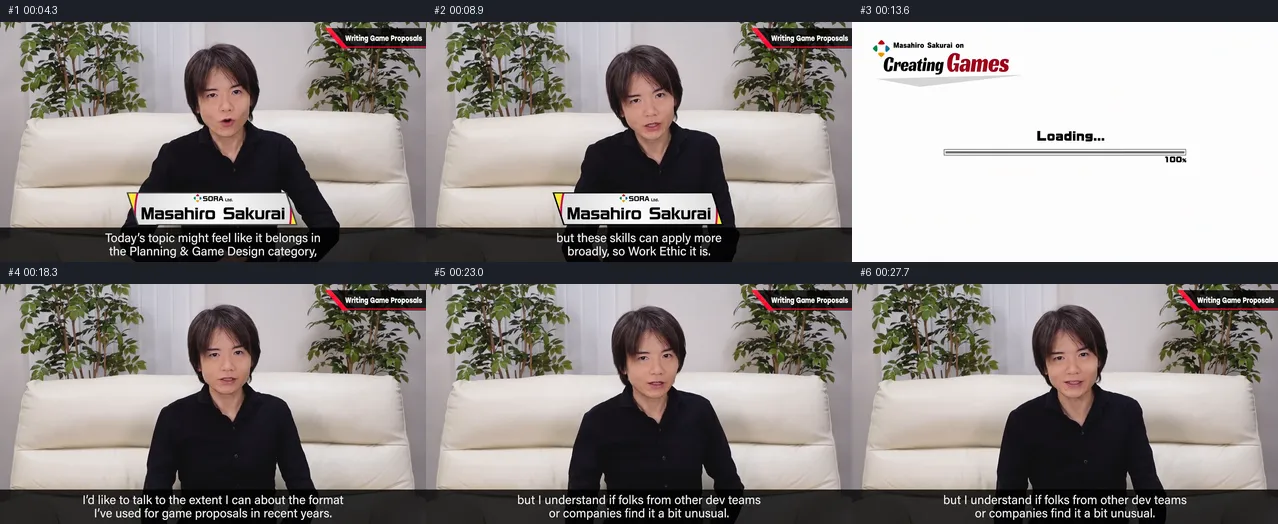 #1 00:04.3
Writing Game Proposals
SORA Ltd.
Masahiro Sakurai
Today's topic might feel like it belongs in
the Planning & Game Design category,
#2 00:08.9
Writing Game Proposals
SORA Ltd.
Masahiro Sakurai
but these skills can apply more
broadly, so Work Ethic it is.
#3 00:13.6
Masahiro Sakurai on
Creating Games
Loading...
100%
#4 00:18.3
Writing Game Proposals
I'd like to talk to the extent I can about the format
I've used for game proposals in recent years.
#5 00:23.0
Writing Game Proposals
but I understand if folks from other dev teams
or companies find it a bit unusual.
#6 00:27.7
Writing Game Proposals
but I understand if folks from other dev teams
or companies find it a bit unusual.